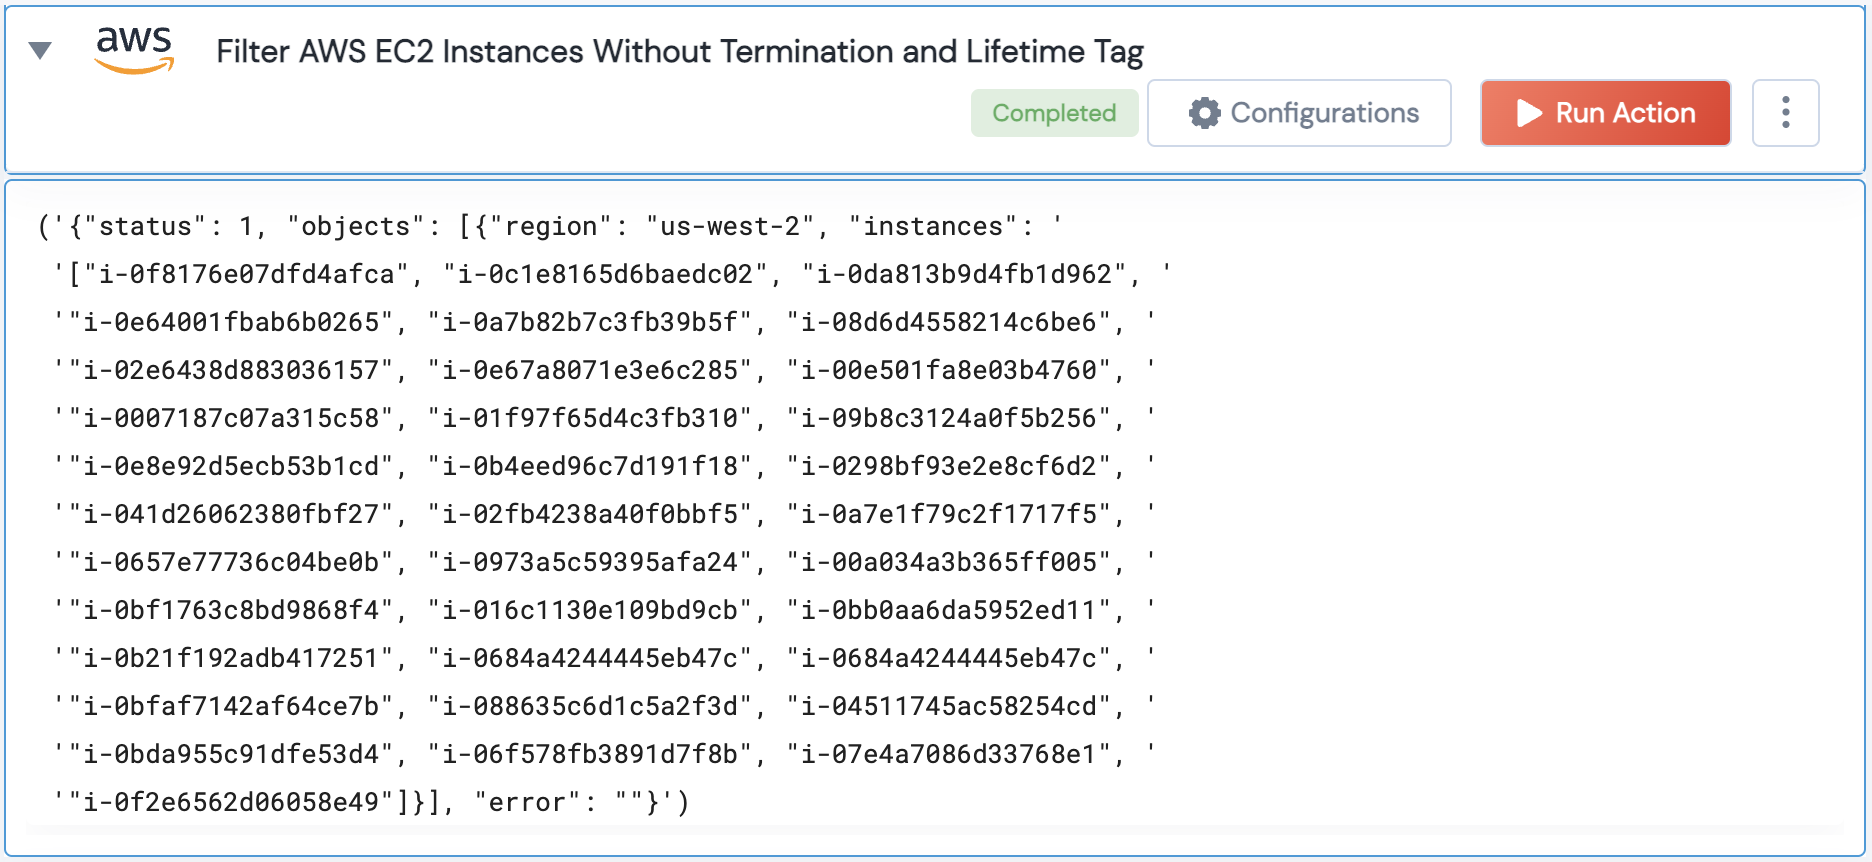 aws
Filter AWS EC2 Instances Without Termination and Lifetime Tag
Completed
Configurations
Run Action
('{"status": 1, "objects": [{"region": "us-west-2", "instances": '
'["i-0f8176e07dfd4afca", "i-0c1e8165d6baedc02", "i-0da813b9d4fb1d962", '
'"i-0e64001fbab6b0265", "i-0a7b82b7c3fb39b5f", "i-08d6d4558214c6be6", '
'"i-02e6438d883036157", "i-0e67a8071e3e6c285", "i-00e501fa8e03b4760", '
'"i-0007187c07a315c58", "i-01f97f65d4c3fb310", "i-09b8c3124a0f5b256", '
'"i-0e8e92d5ecb53b1cd", "i-0b4eed96c7d191f18", "i-0298bf93e2e8cf6d2", '
'"i-041d26062380fbf27", "i-02fb4238a40f0bbf5", "i-0a7e1f79c2f1717f5", '
'"i-0657e77736c04be0b", "i-0973a5c59395afa24", "i-00a034a3b365ff005", '
'"i-0bf1763c8bd9868f4", "i-016c1130e109bd9cb", "i-0bb0aa6da5952ed11", '
'"i-0b21f192adb417251", "i-0684a4244445eb47c", "i-0684a4244445eb47c", '
'"i-0bfaf7142af64ce7b", "i-088635c6d1c5a2f3d", "i-04511745ac58254cd", '
'"i-0bda955c91dfe53d4", "i-06f578fb3891d7f8b", "i-07e4a7086d33768e1", '
'"i-0f2e6562d06058e49"]}], "error": ""}')